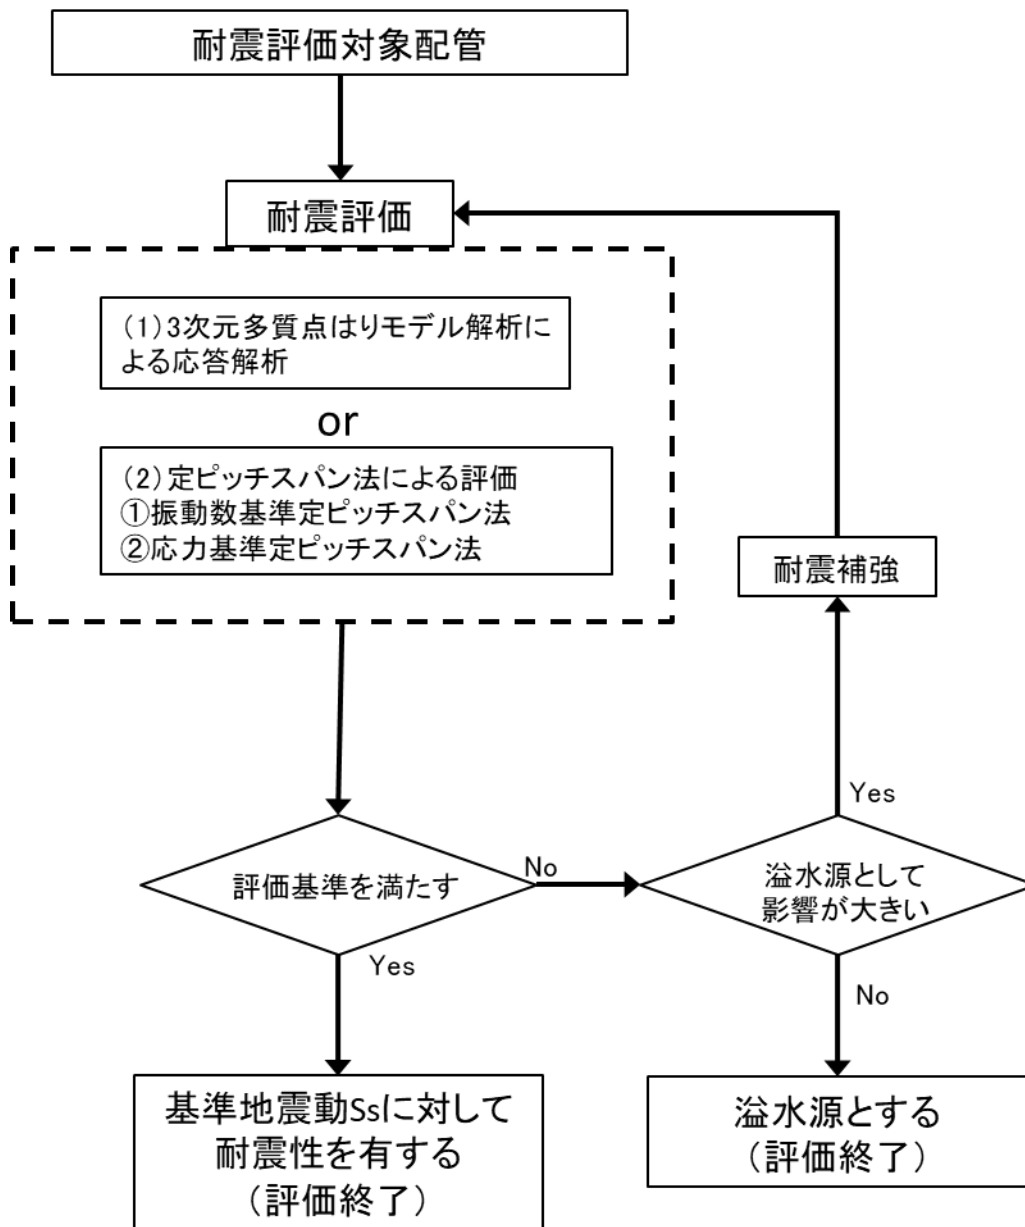 耐震評価対象配管
耐震評価
(1)3次元多質点はりモデル解析に
よる応答解析
or
(2)定ピッチスパン法による評価
①振動数基準定ピッチスパン法
②応力基準定ピッチスパン法
耐震補強
Yes
評価基準を満たす
No
溢水源として
影響が大きい
Yes
No
基準地震動Ssに対して
耐震性を有する
(評価終了)
溢水源とする
(評価終了)